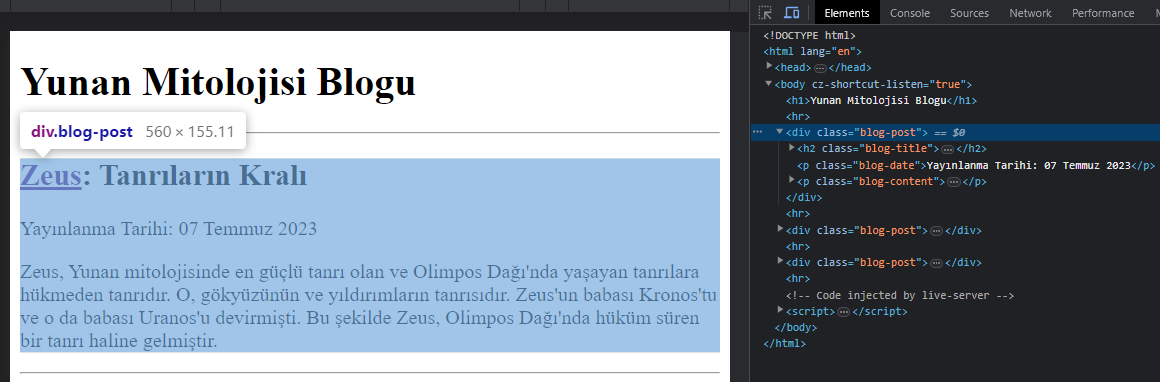 Yunan Mitolojisi Blogu
div.blog-post 560 × 155.11
Zeus: Tanrıların Kralı
Yayınlanma Tarihi: 07 Temmuz 2023
Zeus, Yunan mitolojisinde en güçlü tanrı olan ve Olimpos Dağı'nda yaşayan tanrılara
hükmeden tanrıdır. O, gökyüzünün ve yıldırımların tanrısıdır. Zeus'un babası Kronos'tu
ve o da babası Uranos'u devirmişti. Bu şekilde Zeus, Olimpos Dağı'nda hüküm süren
bir tanrı haline gelmiştir.
Elements Console Sources Network Performance
<!DOCTYPE html>
<html lang="en">
<head>…</head>
<body cz-shortcut-listen="true">
<h1>Yunan Mitolojisi Blogu</h1>
<hr>
… <div class="blog-post"> == $0
<h2 class="blog-title">…</h2>
<p class="blog-date">Yayınlanma Tarihi: 07 Temmuz 2023</p>
<p class="blog-content">…</p>
</div>
<hr>
<div class="blog-post">…</div>
<hr>
<div class="blog-post">…</div>
<hr>
<!-- Code injected by live-server -->
<script>…</script>
</body>
</html>